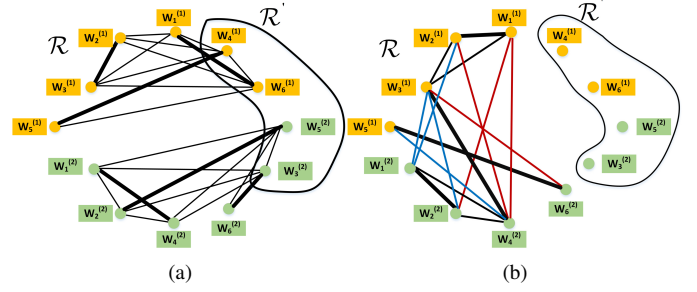 R
W₁⁽¹⁾
W₂⁽¹⁾
W₄⁽¹⁾
R'
W₃⁽¹⁾
W₆⁽¹⁾
W₅⁽¹⁾
W₅⁽²⁾
W₁⁽²⁾
W₃⁽²⁾
W₂⁽²⁾
W₄⁽²⁾
W₆⁽²⁾
(a)
R
W₁⁽¹⁾
W₂⁽¹⁾
W₄⁽¹⁾
R'
W₃⁽¹⁾
W₆⁽¹⁾
W₅⁽¹⁾
W₅⁽²⁾
W₁⁽²⁾
W₃⁽²⁾
W₂⁽²⁾
W₆⁽²⁾
W₄⁽²⁾
(b)